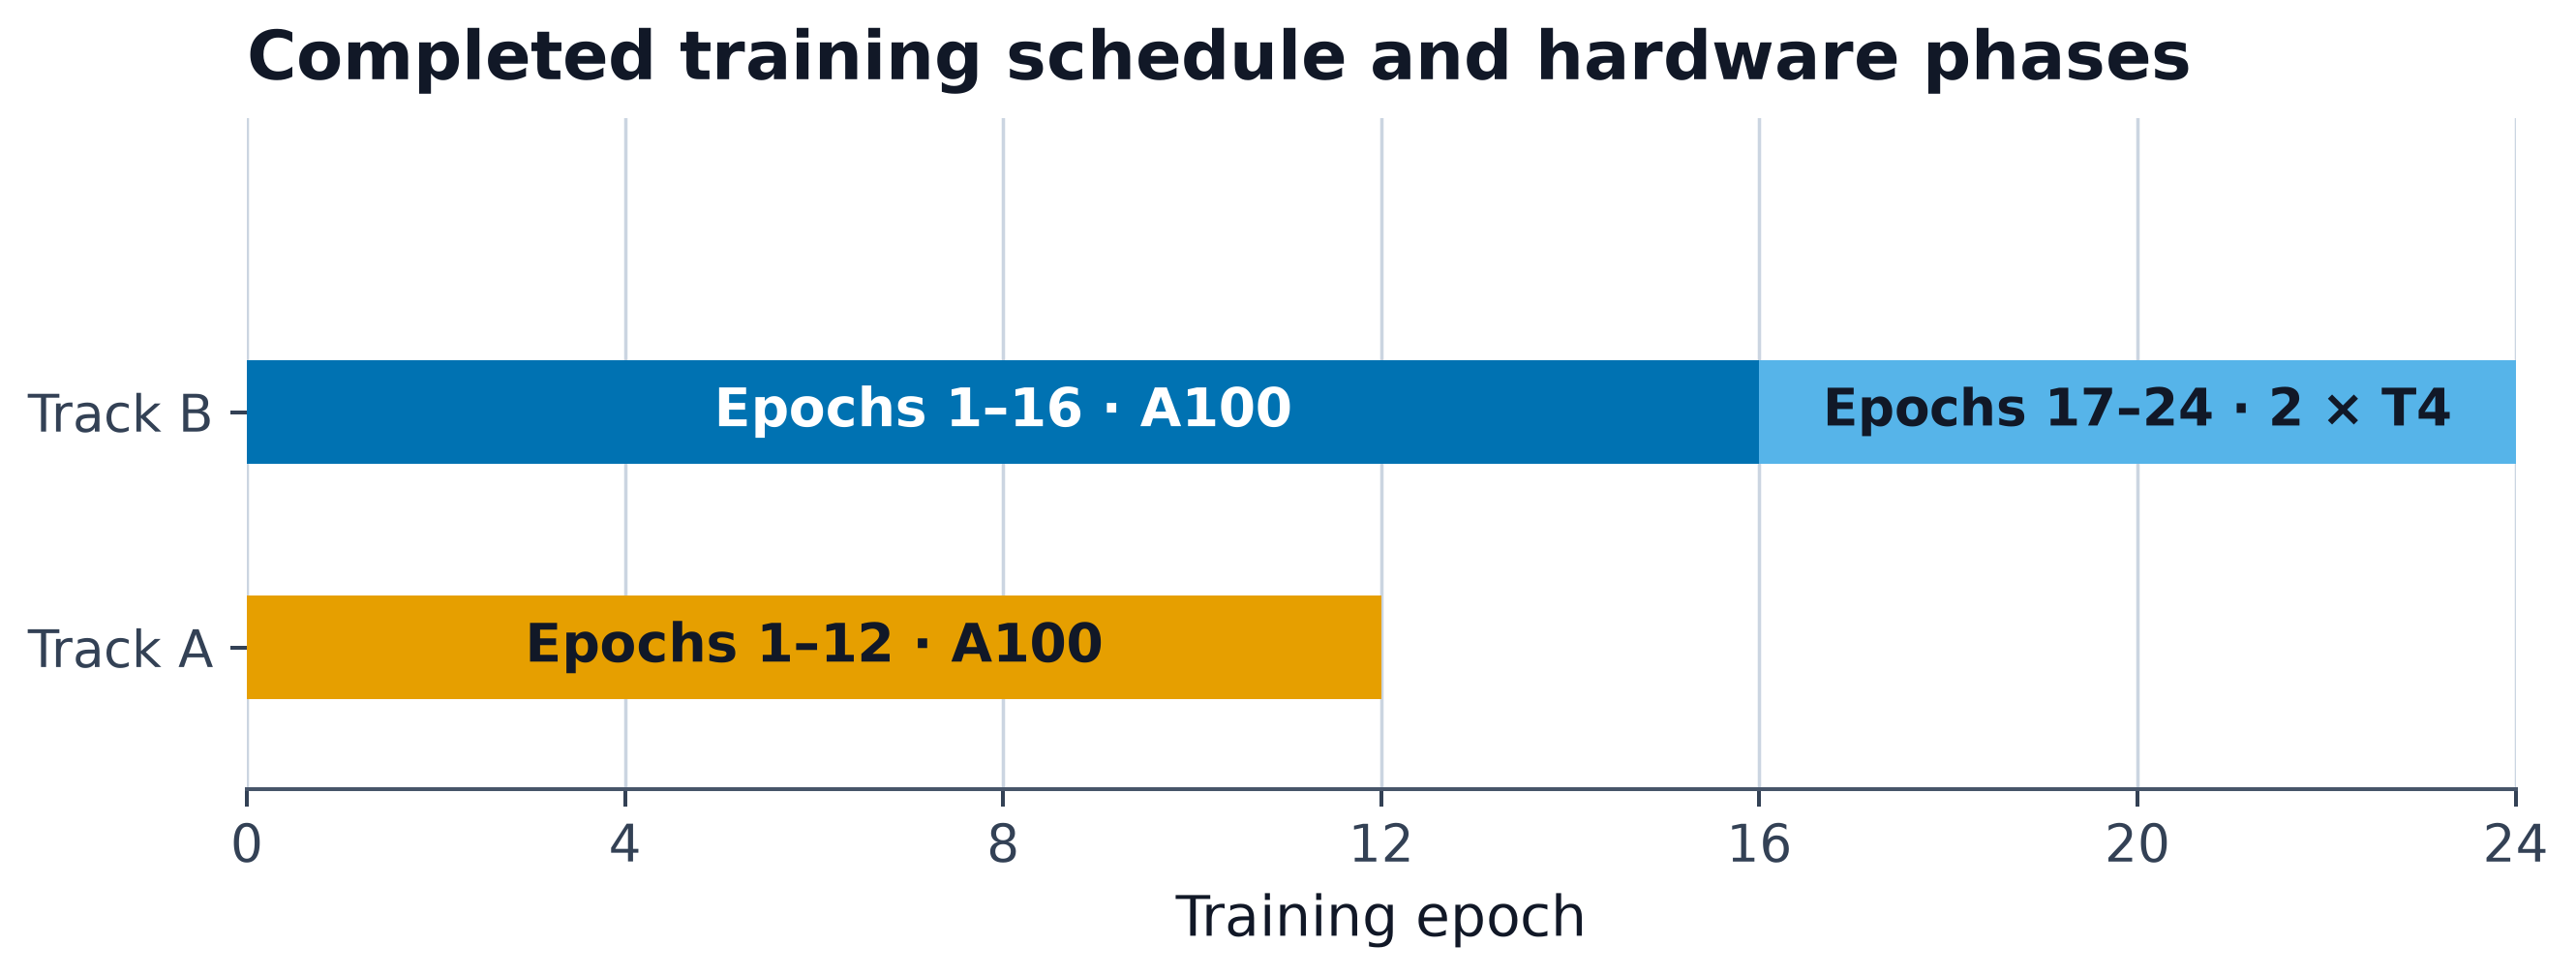 Completed training schedule and hardware phases
Track B
Epochs 1–16 · A100
Epochs 17–24 · 2 × T4
Track A
Epochs 1–12 · A100
0 4 8 12 16 20 24
Training epoch